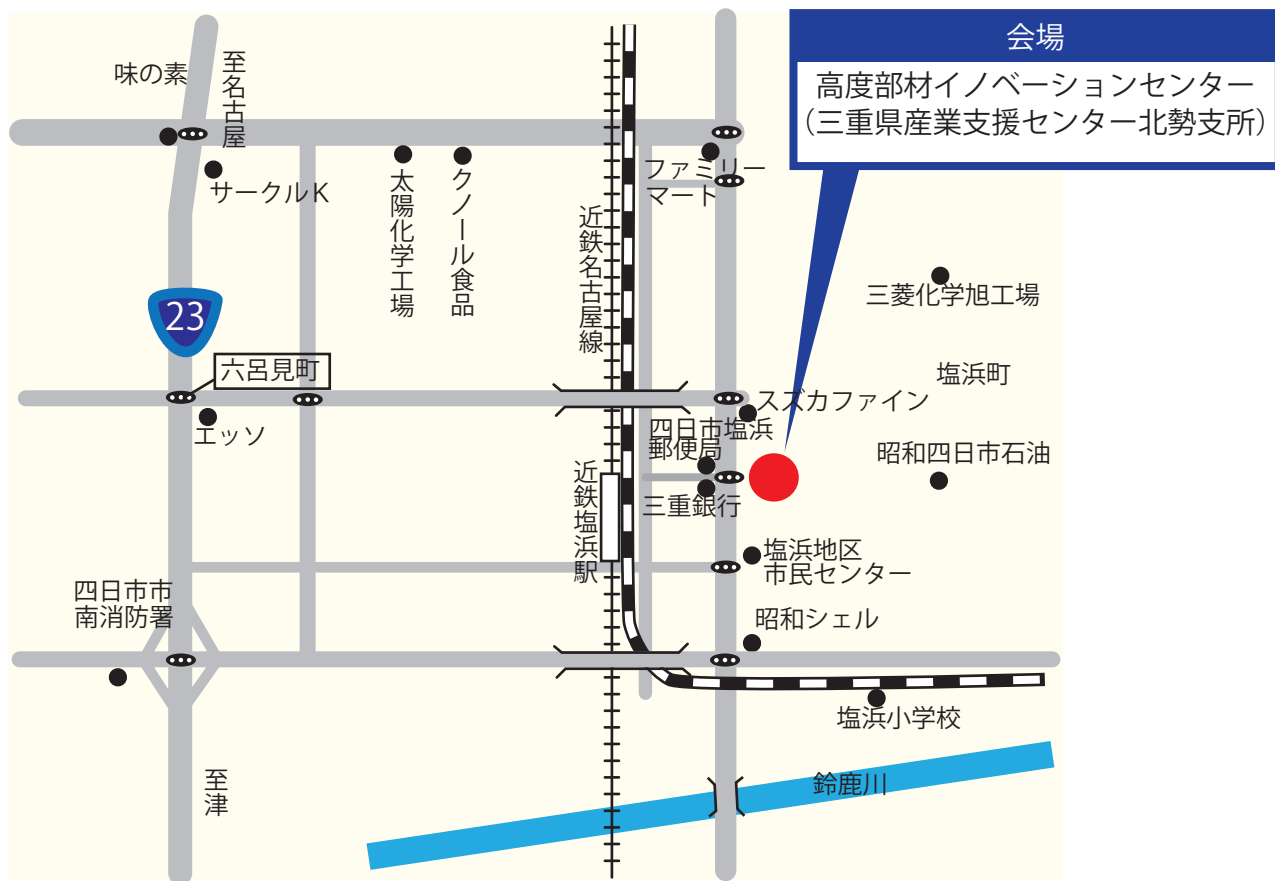 会場
高度部材イノベーションセンター
（三重県産業支援センター北勢支所）
味の素
至名古屋
サークルK
太陽化学工場
クノール食品
近鉄名古屋線
ファミリー
マート
三菱化学旭工場
23
六呂見町
エッソ
塩浜町
スズカファイン
四日市塩浜
郵便局
昭和四日市石油
三重銀行
近鉄塩浜駅
塩浜地区
市民センター
四日市市
南消防署
昭和シェル
塩浜小学校
至津
鈴鹿川